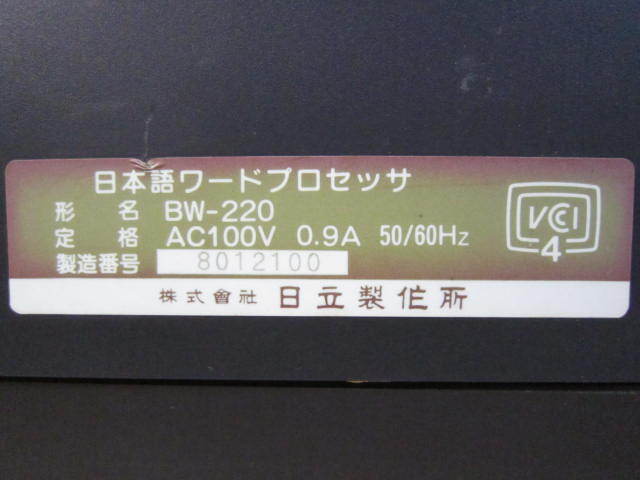 日本語ワードプロセッサ
形 名 BW-220
定 格 AC100V 0.9A 50/60Hz
製造番号 8012100
VCCI
4
株式會社 日立製作所